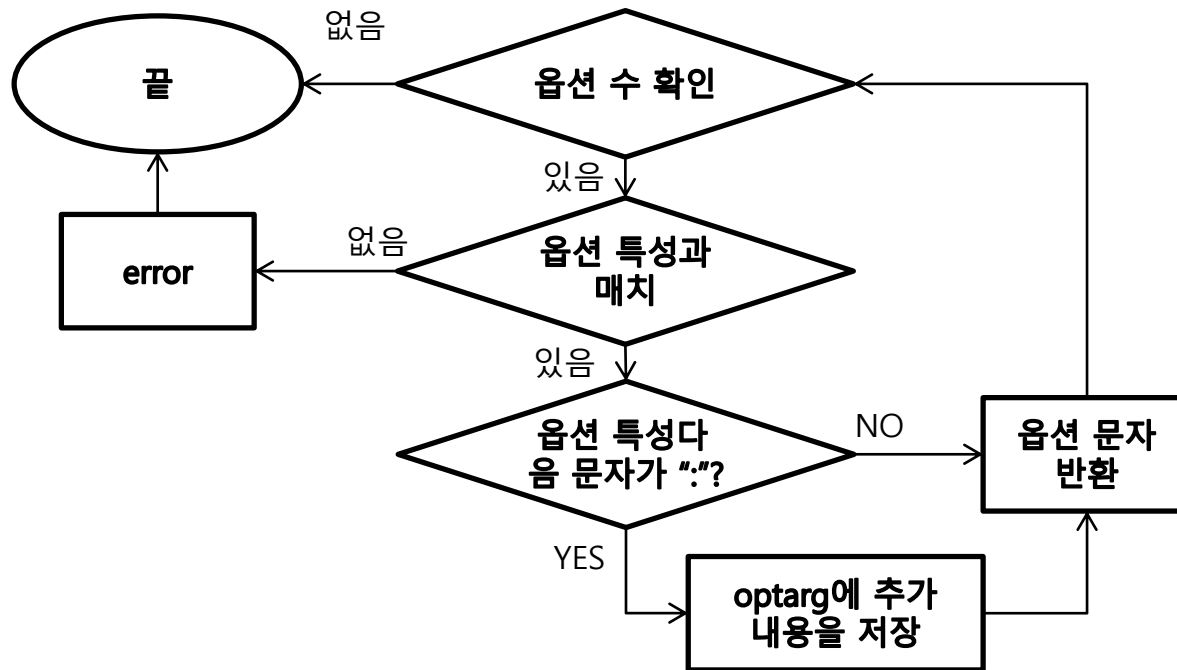 없음
끝
옵션 수 확인
있음
error
없음
옵션 특성과
매치
있음
옵션 특성다
음 문자가 “:”?
NO
옵션 문자
반환
YES
optarg에 추가
내용을 저장